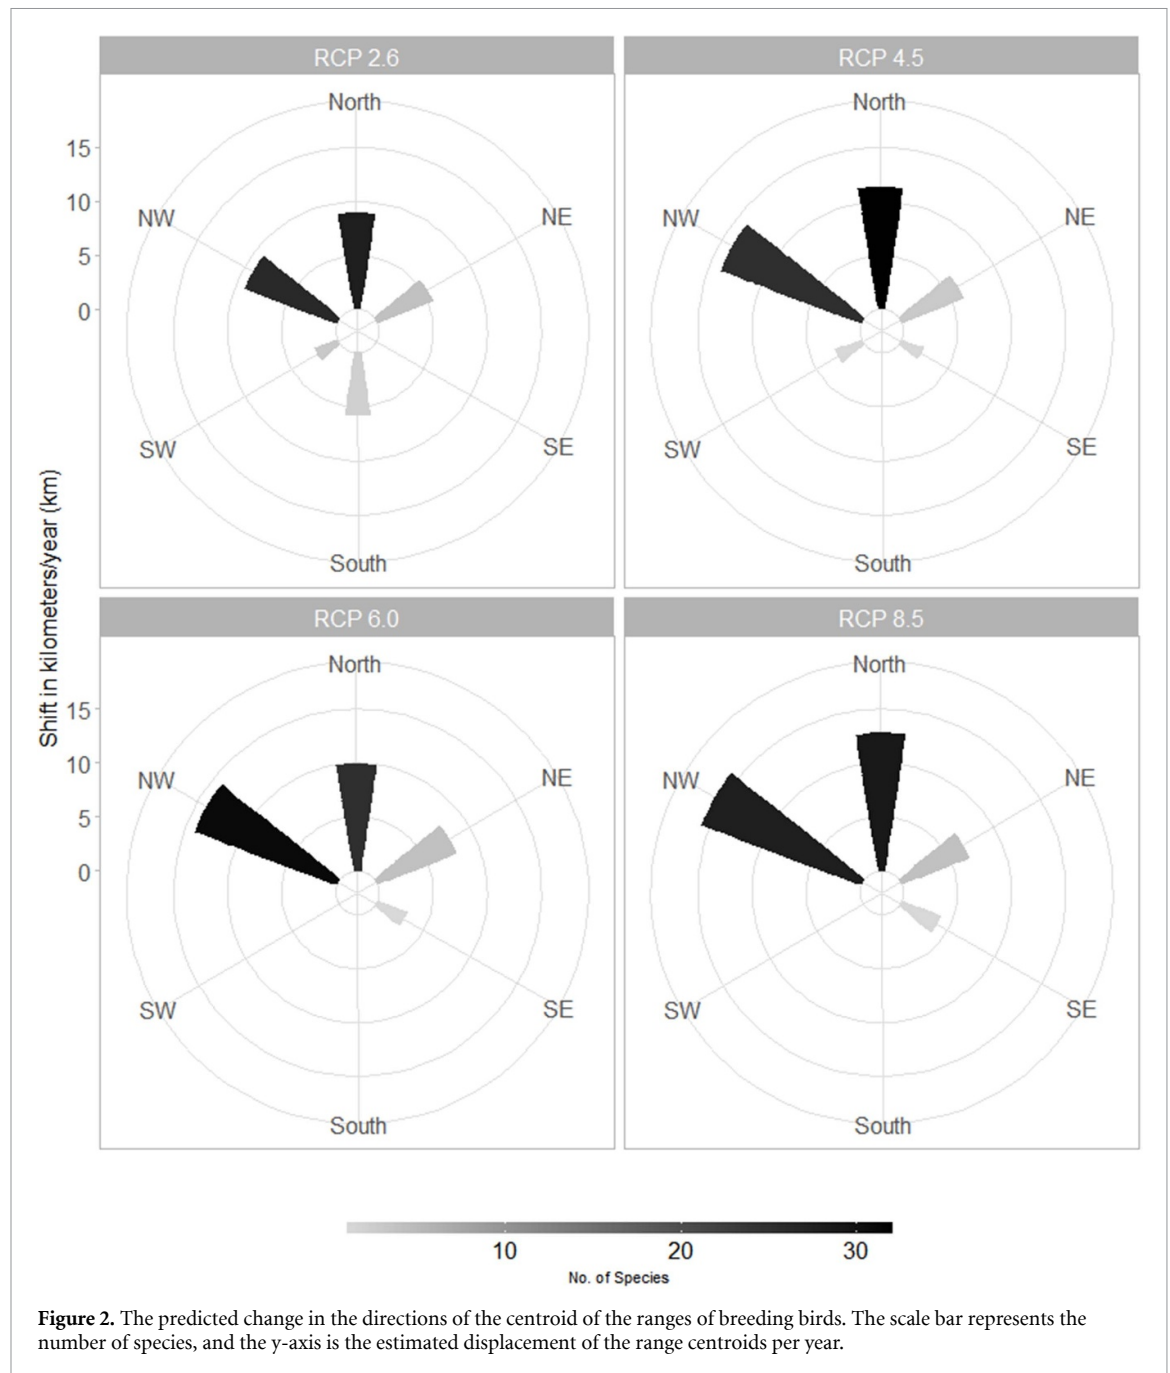 RCP 2.6
RCP 4.5
North
North
15
10
NW
NE
NW
NE
5
0
SW
SE
SW
SE
South
South
Shift in kilometers/year (km)
RCP 6.0
RCP 8.5
North
North
15
10
NW
NE
NW
NE
5
0
SW
SE
SW
SE
South
South
10 20 30
No. of Species
Figure 2. The predicted change in the directions of the centroid of the ranges of breeding birds. The scale bar represents the
number of species, and the y-axis is the estimated displacement of the range centroids per year.